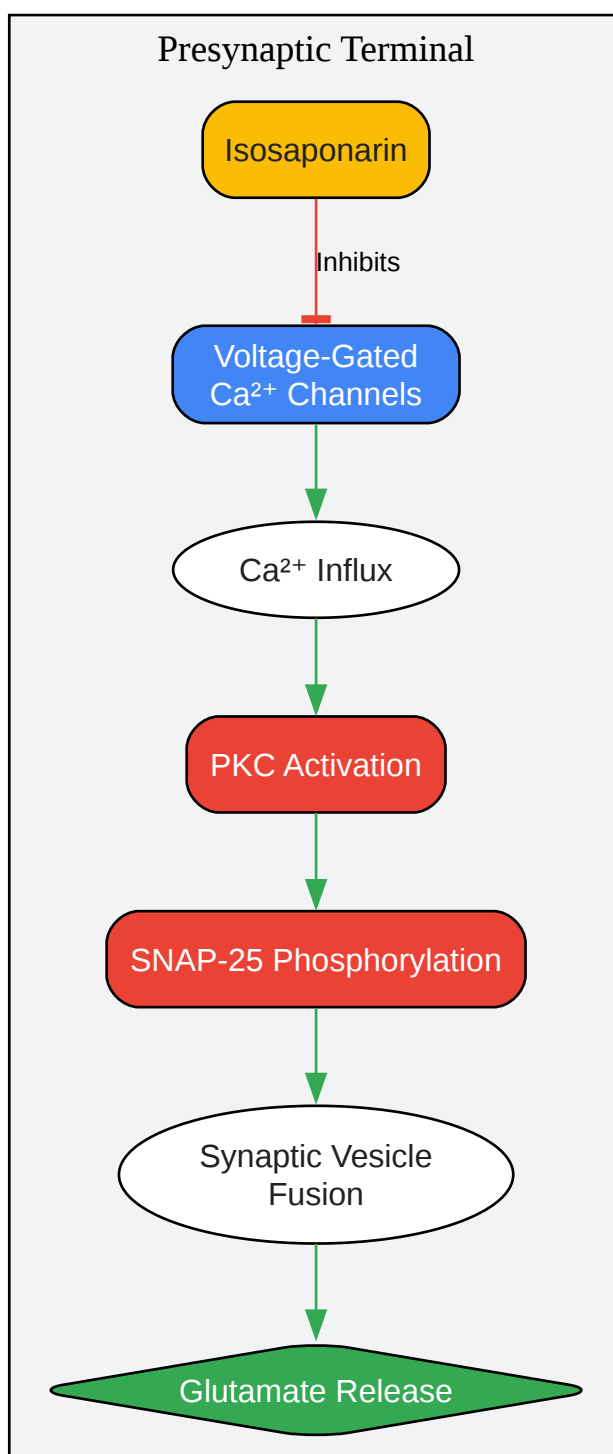 Presynaptic Terminal
Isosaponarin
Inhibits
Voltage-Gated
Ca²⁺ Channels
Ca²⁺ Influx
PKC Activation
SNAP-25 Phosphorylation
Synaptic Vesicle
Fusion
Glutamate Release